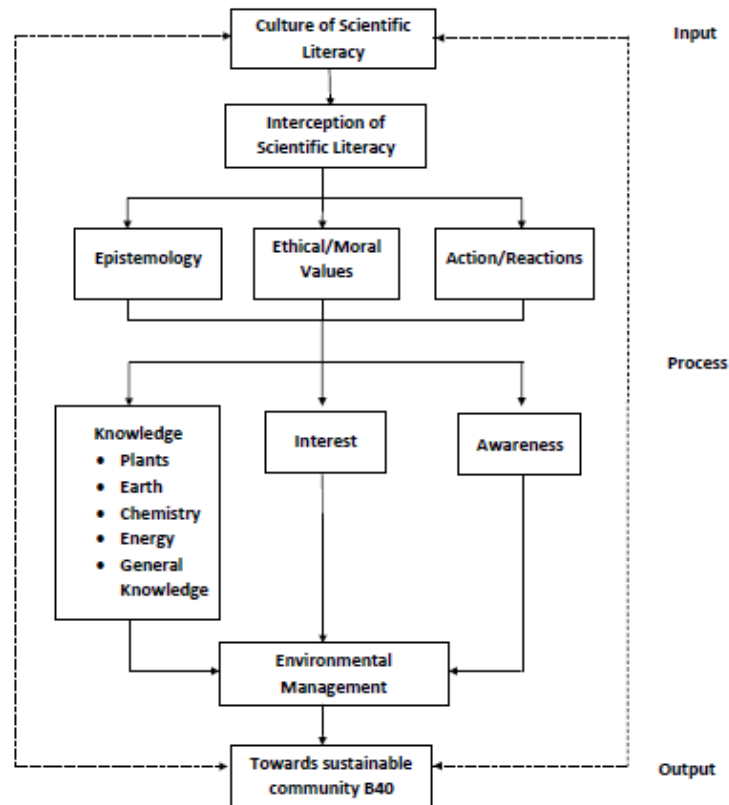 Culture of Scientific
Literacy
Input
Interception of
Scientific Literacy
Epistemology
Ethical/Moral
Values
Action/Reactions
Process
Knowledge
• Plants
• Earth
• Chemistry
• Energy
• General
Knowledge
Interest
Awareness
Environmental
Management
Towards sustainable
community B40
Output